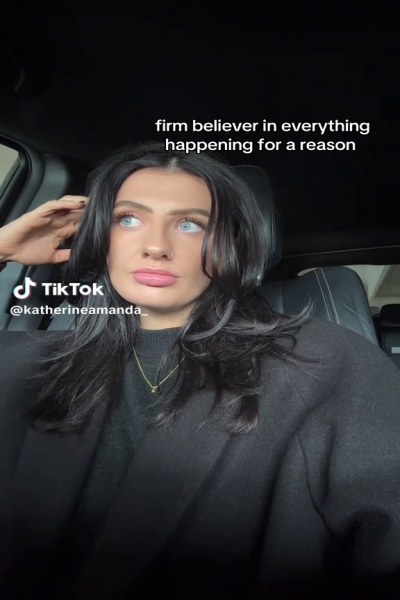 firm believer in everything
happening for a reason
TikTok
@katherineamanda_